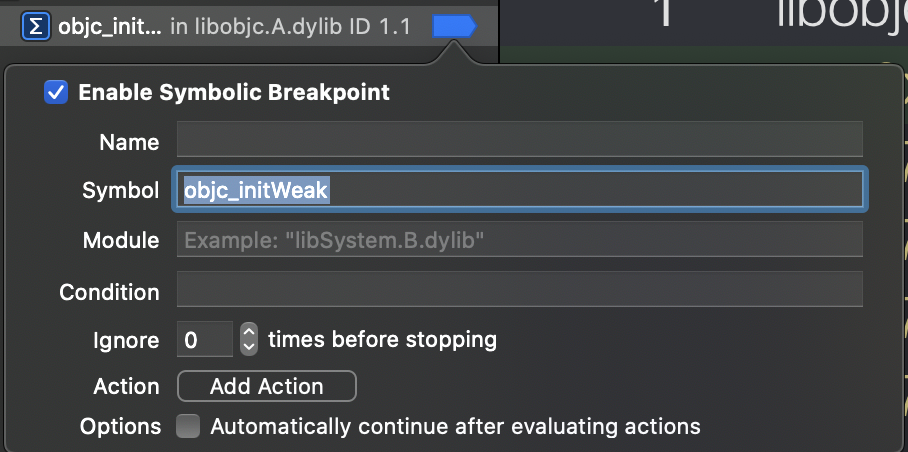 Σ objc_init... in libobjc.A.dylib ID 1.1
1 libobjc
Enable Symbolic Breakpoint
Name
Symbol objc_initWeak
Module Example: "libSystem.B.dylib"
Condition
Ignore 0 times before stopping
Action Add Action
Options Automatically continue after evaluating actions